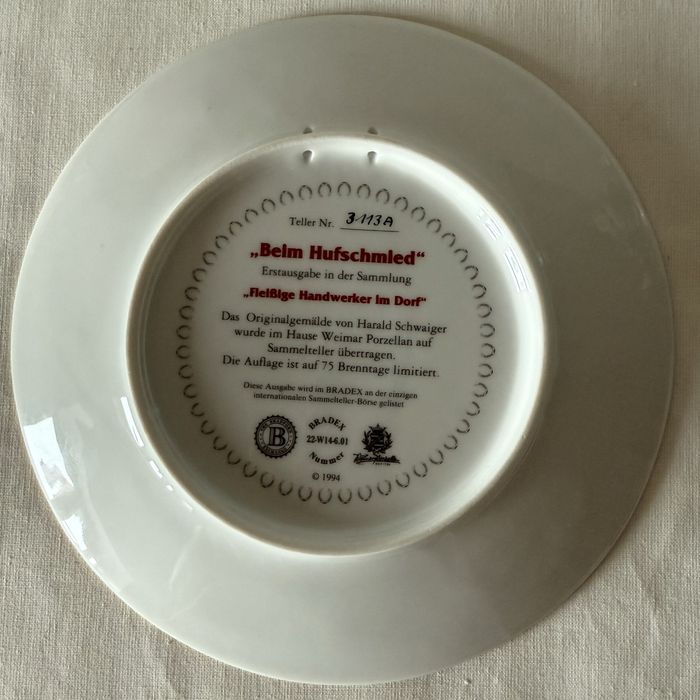 Teller Nr. 3113A
„Beim Hufschmied“
Erstausgabe in der Sammlung
„Fleißige Handwerker im Dorf“
Das Originalgemälde von Harald Schwaiger
wurde im Hause Weimar Porzellan auf
Sammelteller übertragen.
Die Auflage ist auf 75 Brenntage limitiert.
Diese Ausgabe wird im BRADEX an der einzigen
internationalen Sammelteller-Börse gelistet
B
BRADEX
22-W14-6.01
Nummer
© 1994